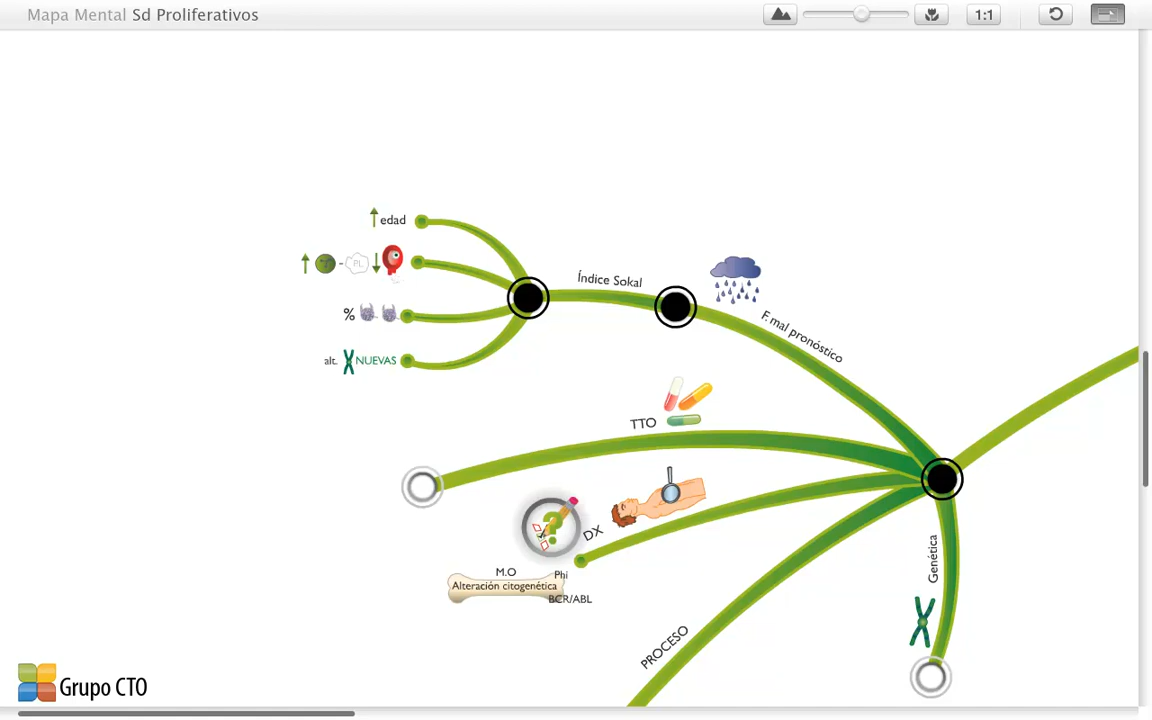 Mapa Mental Sd Proliferativos
1:1
edad
- PL
%
alt. NUEVAS
Índice Sokal
F. mal pronóstico
TTO
DX
M.O
Phi
Alteración citogenética
BCR/ABL
PROCESO
Genética
Grupo CTO